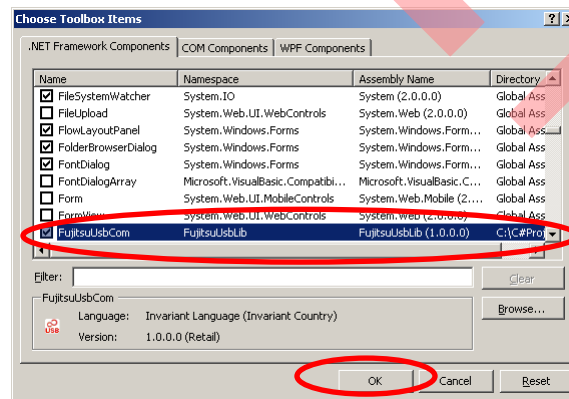 Choose Toolbox Items
.NET Framework Components COM Components WPF Components
Name Namespace Assembly Name Directory
FileSystemWatcher System.IO System (2.0.0.0) Global Ass
FileUpload System.Web.UI.WebControls System.Web (2.0.0.0) Global Ass
FlowLayoutPanel System.Windows.Forms System.Windows.Form... Global Ass
FolderBrowserDialog System.Windows.Forms System.Windows.Form... Global Ass
FontDialog System.Windows.Forms System.Windows.Form... Global Ass
FontDialogArray Microsoft.VisualBasic.Compatibi... Microsoft.VisualBasic.C... Global Ass
Form System.Web.UI.MobileControls System.Web.Mobile (2.... Global Ass
FormView System.Web.UI.WebControls System.Web (2.0.0.0) Global Ass
FujitsuUsbCom FujitsuUsbLib FujitsuUsbLib (1.0.0.0) C:\C#Proj
Filter: Clear
FujitsuUsbCom
Browse...
USB
Language: Invariant Language (Invariant Country)
Version: 1.0.0.0 (Retail)
OK Cancel Reset